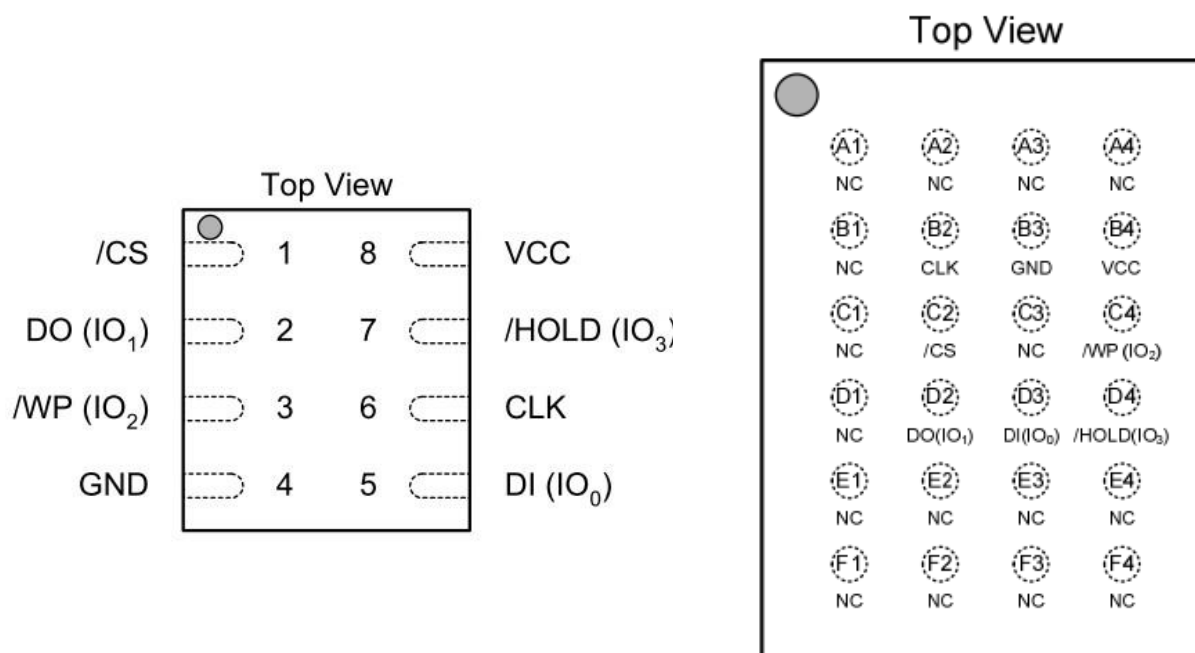 Top View
/CS 1 8 VCC
DO (IO₁) 2 7 /HOLD (IO₃)
/WP (IO₂) 3 6 CLK
GND 4 5 DI (IO₀)
Top View
A1 A2 A3 A4
NC NC NC NC
B1 B2 B3 B4
NC CLK GND VCC
C1 C2 C3 C4
NC /CS NC /WP (IO₂)
D1 D2 D3 D4
NC DO(IO₁) DI(IO₀) /HOLD(IO₃)
E1 E2 E3 E4
NC NC NC NC
F1 F2 F3 F4
NC NC NC NC